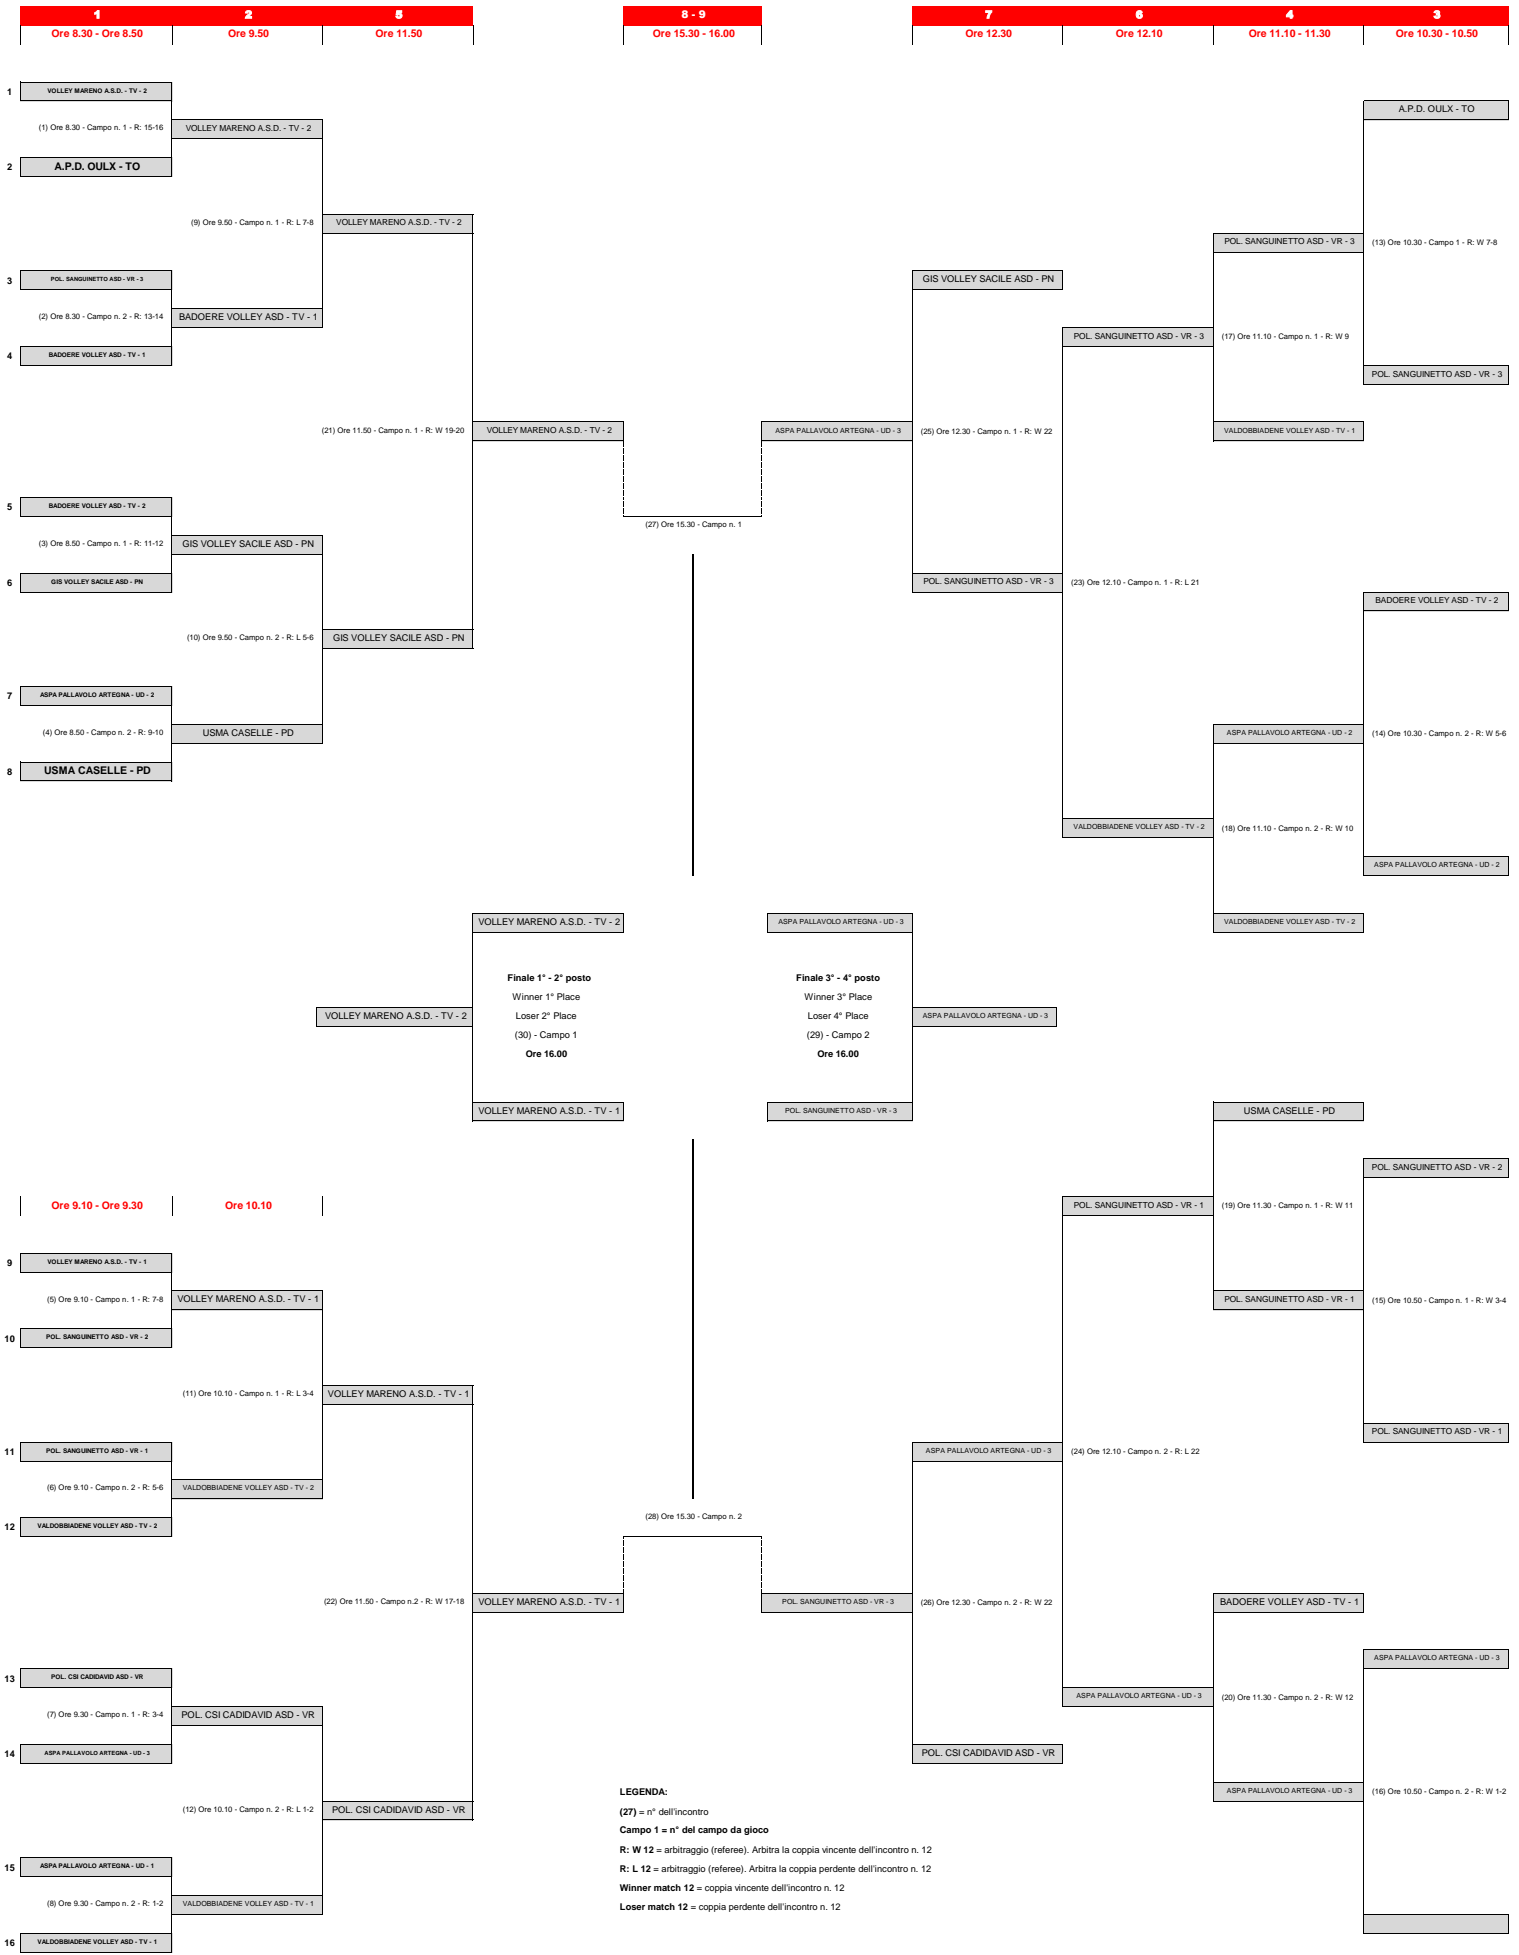 1 2 5 8 - 9 7 6 4 3
Ore 8.30 - Ore 8.50 Ore 9.50 Ore 11.50 Ore 15.30 - 16.00 Ore 12.30 Ore 12.10 Ore 11.10 - 11.30 Ore 10.30 - 10.50
1 VOLLEY MARENO A.S.D. - TV - 2
A.P.D. OULX - TO
(1) Ore 8.30 - Campo n. 1 - R: 15-16 VOLLEY MARENO A.S.D. - TV - 2
2 A.P.D. OULX - TO
(9) Ore 9.50 - Campo n. 1 - R: L 7-8 VOLLEY MARENO A.S.D. - TV - 2
POL. SANGUINETTO ASD - VR - 3 (13) Ore 10.30 - Campo 1 - R: W 7-8
3 POL. SANGUINETTO ASD - VR - 3 GIS VOLLEY SACILE ASD - PN
(2) Ore 8.30 - Campo n. 2 - R: 13-14 BADOERE VOLLEY ASD - TV - 1
POL. SANGUINETTO ASD - VR - 3 (17) Ore 11.10 - Campo n. 1 - R: W 9
4 BADOERE VOLLEY ASD - TV - 1
POL. SANGUINETTO ASD - VR - 3
(21) Ore 11.50 - Campo n. 1 - R: W 19-20 VOLLEY MARENO A.S.D. - TV - 2 ASPA PALLAVOLO ARTEGNA - UD - 3 (25) Ore 12.30 - Campo n. 1 - R: W 22 VALDOBBIADENE VOLLEY ASD - TV - 1
5 BADOERE VOLLEY ASD - TV - 2
(27) Ore 15.30 - Campo n. 1
(3) Ore 8.50 - Campo n. 1 - R: 11-12 GIS VOLLEY SACILE ASD - PN
6 GIS VOLLEY SACILE ASD - PN POL. SANGUINETTO ASD - VR - 3 (23) Ore 12.10 - Campo n. 1 - R: L 21
BADOERE VOLLEY ASD - TV - 2
(10) Ore 9.50 - Campo n. 2 - R: L 5-6 GIS VOLLEY SACILE ASD - PN
7 ASPA PALLAVOLO ARTEGNA - UD - 2
(4) Ore 8.50 - Campo n. 2 - R: 9-10 USMA CASELLE - PD ASPA PALLAVOLO ARTEGNA - UD - 2 (14) Ore 10.30 - Campo n. 2 - R: W 5-6
8 USMA CASELLE - PD
VALDOBBIADENE VOLLEY ASD - TV - 2 (18) Ore 11.10 - Campo n. 2 - R: W 10
ASPA PALLAVOLO ARTEGNA - UD - 2
VOLLEY MARENO A.S.D. - TV - 2 ASPA PALLAVOLO ARTEGNA - UD - 3 VALDOBBIADENE VOLLEY ASD - TV - 2
Finale 1° - 2° posto Finale 3° - 4° posto
Winner 1° Place Winner 3° Place
VOLLEY MARENO A.S.D. - TV - 2 Loser 2° Place Loser 4° Place ASPA PALLAVOLO ARTEGNA - UD - 3
(30) - Campo 1 (29) - Campo 2
Ore 16.00 Ore 16.00
VOLLEY MARENO A.S.D. - TV - 1 POL. SANGUINETTO ASD - VR - 3 USMA CASELLE - PD
POL. SANGUINETTO ASD - VR - 2
Ore 9.10 - Ore 9.30 Ore 10.10 POL. SANGUINETTO ASD - VR - 1 (19) Ore 11.30 - Campo n. 1 - R: W 11
9 VOLLEY MARENO A.S.D. - TV - 1
(5) Ore 9.10 - Campo n. 1 - R: 7-8 VOLLEY MARENO A.S.D. - TV - 1 POL. SANGUINETTO ASD - VR - 1 (15) Ore 10.50 - Campo n. 1 - R: W 3-4
10 POL. SANGUINETTO ASD - VR - 2
(11) Ore 10.10 - Campo n. 1 - R: L 3-4 VOLLEY MARENO A.S.D. - TV - 1
POL. SANGUINETTO ASD - VR - 1
11 POL. SANGUINETTO ASD - VR - 1 ASPA PALLAVOLO ARTEGNA - UD - 3 (24) Ore 12.10 - Campo n. 2 - R: L 22
(6) Ore 9.10 - Campo n. 2 - R: 5-6 VALDOBBIADENE VOLLEY ASD - TV - 2
(28) Ore 15.30 - Campo n. 2
12 VALDOBBIADENE VOLLEY ASD - TV - 2
(22) Ore 11.50 - Campo n.2 - R: W 17-18 VOLLEY MARENO A.S.D. - TV - 1 POL. SANGUINETTO ASD - VR - 3 (26) Ore 12.30 - Campo n. 2 - R: W 22 BADOERE VOLLEY ASD - TV - 1
ASPA PALLAVOLO ARTEGNA - UD - 3
13 POL. CSI CADIDAVID ASD - VR
ASPA PALLAVOLO ARTEGNA - UD - 3 (20) Ore 11.30 - Campo n. 2 - R: W 12
(7) Ore 9.30 - Campo n. 1 - R: 3-4 POL. CSI CADIDAVID ASD - VR
14 ASPA PALLAVOLO ARTEGNA - UD - 3 POL. CSI CADIDAVID ASD - VR
LEGENDA: ASPA PALLAVOLO ARTEGNA - UD - 3 (16) Ore 10.50 - Campo n. 2 - R: W 1-2
(12) Ore 10.10 - Campo n. 2 - R: L 1-2 POL. CSI CADIDAVID ASD - VR (27) = n° dell'incontro
Campo 1 = n° del campo da gioco
R: W 12 = arbitraggio (referee). Arbitra la coppia vincente dell'incontro n. 12
15 ASPA PALLAVOLO ARTEGNA - UD - 1 R: L 12 = arbitraggio (referee). Arbitra la coppia perdente dell'incontro n. 12
Winner match 12 = coppia vincente dell'incontro n. 12
(8) Ore 9.30 - Campo n. 2 - R: 1-2 VALDOBBIADENE VOLLEY ASD - TV - 1 Loser match 12 = coppia perdente dell'incontro n. 12
16 VALDOBBIADENE VOLLEY ASD - TV - 1